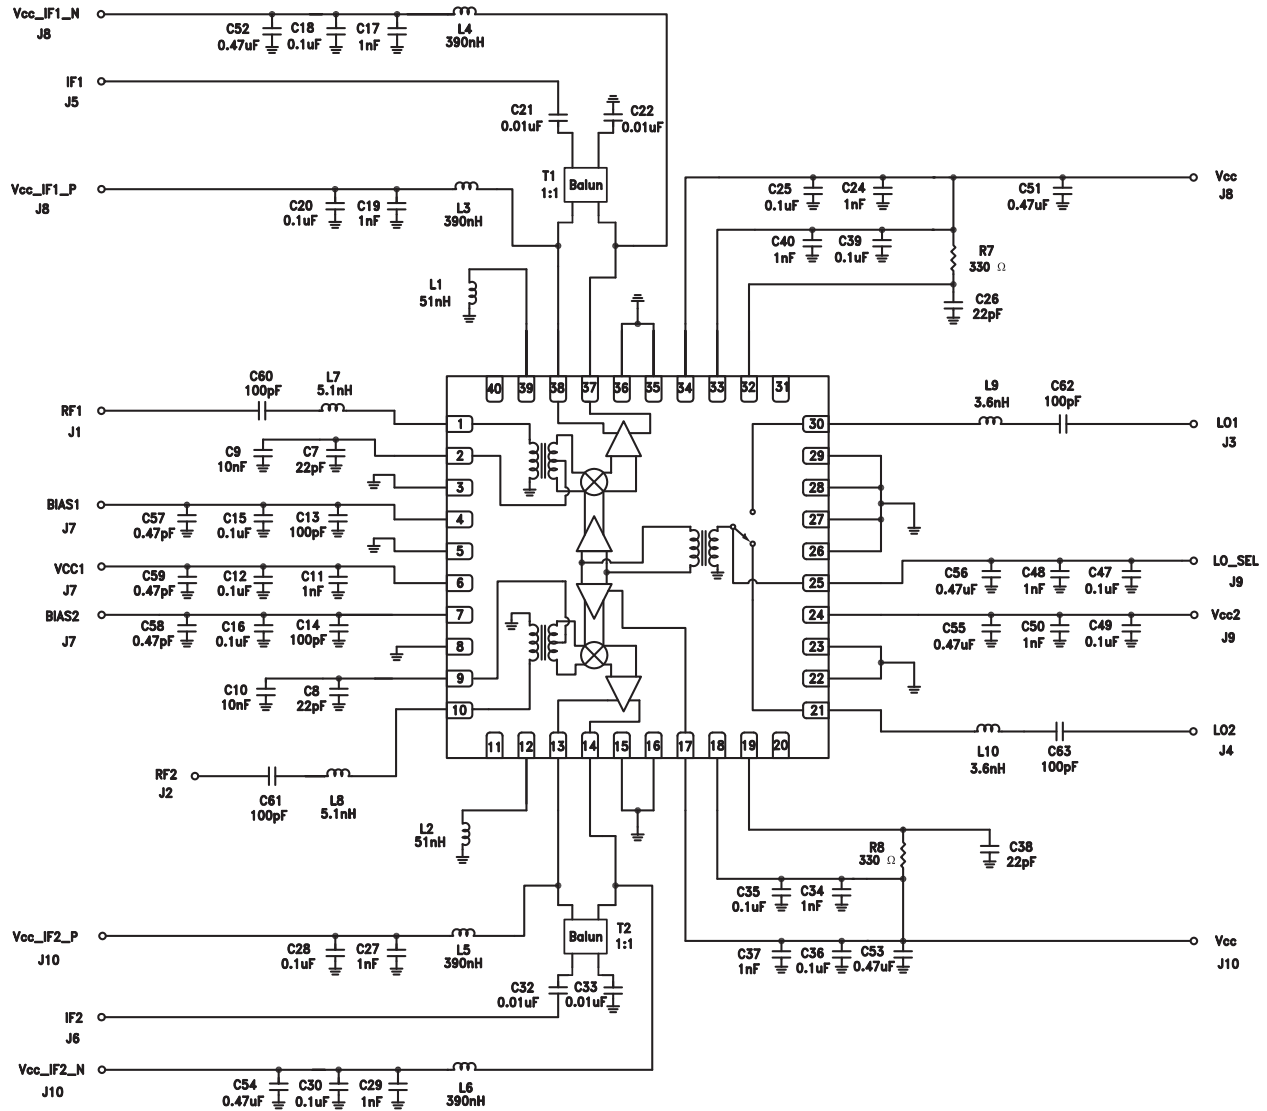 Vcc_IF1_N
J8
C52
0.47uF
C18
0.1uF
C17
1nF
L4
390nH
IF1
J5
C21
0.01uF
C22
0.01uF
T1
1:1
Balun
Vcc_IF1_P
J8
C20
0.1uF
C19
1nF
L3
390nH
C25
0.1uF
C24
1nF
C51
0.47uF
Vcc
J8
C40
1nF
C39
0.1uF
R7
330 Ω
C26
22pF
L1
51nH
40
39
38
37
36
35
34
33
32
31
RF1
J1
C60
100pF
L7
5.1nH
C9
10nF
C7
22pF
BIAS1
J7
C57
0.47pF
C15
0.1uF
C13
100pF
VCC1
J7
C59
0.47pF
C12
0.1uF
C11
1nF
BIAS2
J7
C58
0.47pF
C16
0.1uF
C14
100pF
C10
10nF
C8
22pF
RF2
J2
C61
100pF
L8
5.1nH
1
2
3
4
5
6
7
8
9
10
30
29
28
27
26
25
24
23
22
21
L9
3.6nH
C62
100pF
LO1
J3
LO_SEL
J9
C56
0.47uF
C48
1nF
C47
0.1uF
Vcc2
J9
C55
0.47uF
C50
1nF
C49
0.1uF
L10
3.6nH
C63
100pF
LO2
J4
11
12
13
14
15
16
17
18
19
20
L2
51nH
R8
330 Ω
C38
22pF
C35
0.1uF
C34
1nF
C37
1nF
C36
0.1uF
C53
0.47uF
Vcc
J10
Vcc_IF2_P
J10
C28
0.1uF
C27
1nF
L5
390nH
Balun
T2
1:1
C32
0.01uF
C33
0.01uF
IF2
J6
Vcc_IF2_N
J10
C54
0.47uF
C30
0.1uF
C29
1nF
L6
390nH